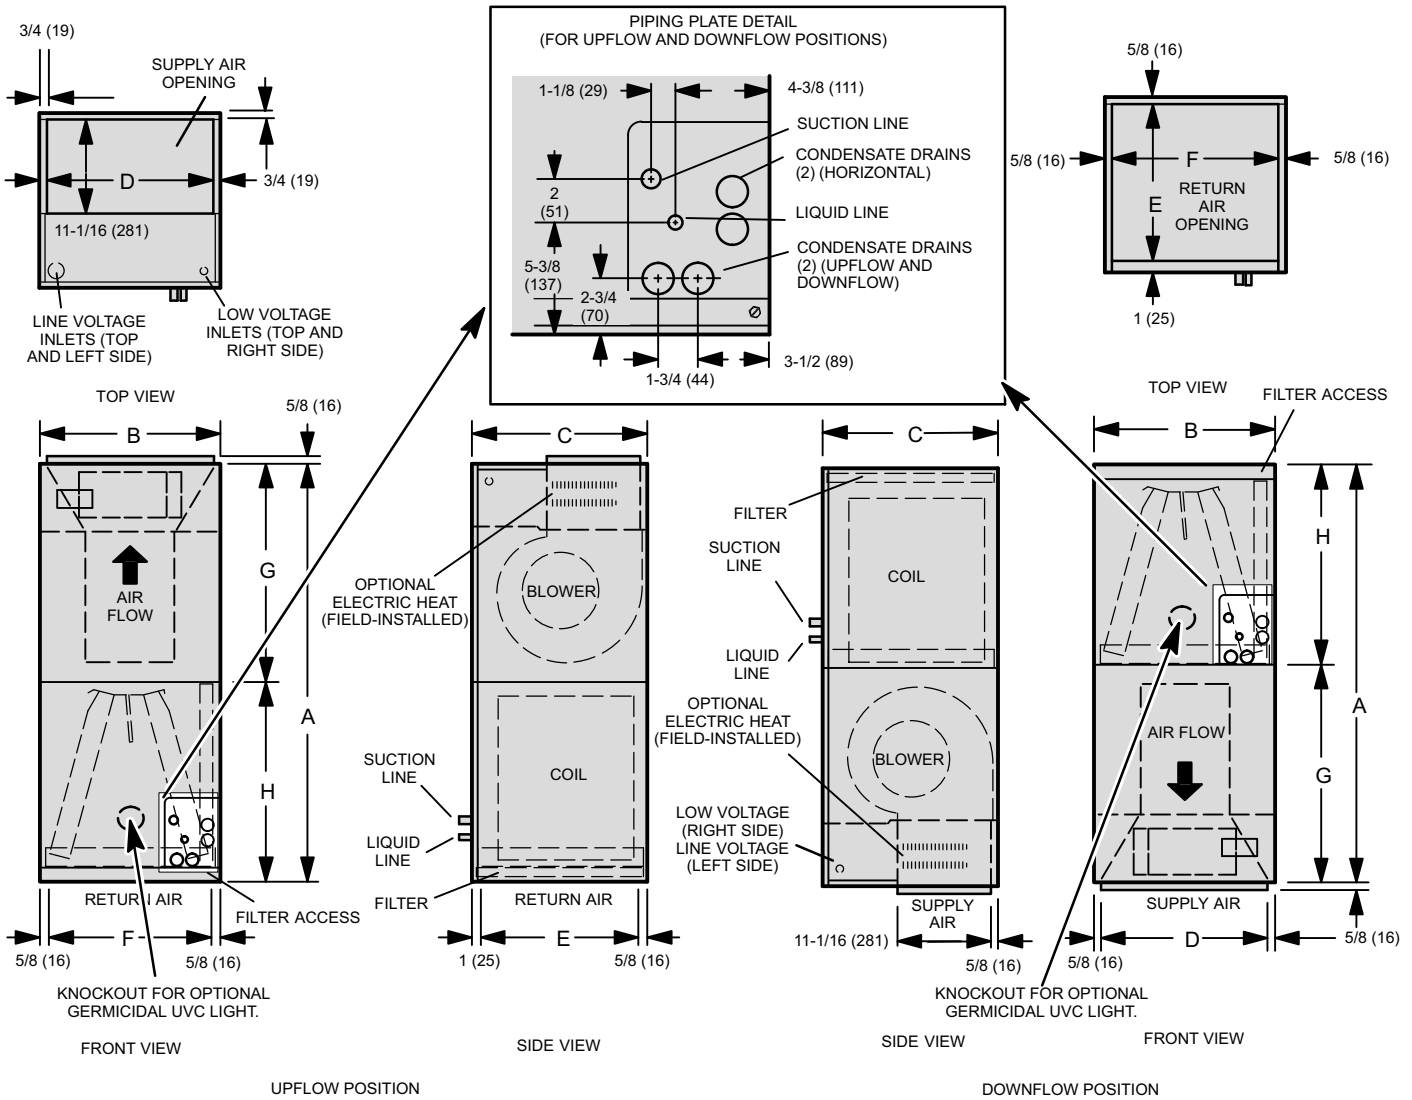 PIPING PLATE DETAIL
(FOR UPFLOW AND DOWNFLOW POSITIONS)
1-1/8 (29)
4-3/8 (111)
SUCTION LINE
CONDENSATE DRAINS
(2) (HORIZONTAL)
2
(51)
LIQUID LINE
5-3/8
(137)
CONDENSATE DRAINS
(2) (UPFLOW AND
DOWNFLOW)
2-3/4
(70)
3-1/2 (89)
1-3/4 (44)
3/4 (19)
SUPPLY AIR
OPENING
D
3/4 (19)
11-1/16 (281)
LINE VOLTAGE
INLETS (TOP
AND LEFT SIDE)
LOW VOLTAGE
INLETS (TOP AND
RIGHT SIDE)
TOP VIEW
5/8 (16)
B
G
A
H
AIR
FLOW
RETURN AIR
FILTER ACCESS
F
5/8 (16)
5/8 (16)
KNOCKOUT FOR OPTIONAL
GERMICIDAL UVC LIGHT.
FRONT VIEW
C
OPTIONAL
ELECTRIC HEAT
(FIELD-INSTALLED)
BLOWER
SUCTION
LINE
COIL
LIQUID
LINE
FILTER
RETURN AIR
E
1 (25)
5/8 (16)
SIDE VIEW
UPFLOW POSITION
5/8 (16)
5/8 (16)
F
5/8 (16)
E
RETURN
AIR
OPENING
1 (25)
TOP VIEW
C
FILTER
SUCTION
LINE
COIL
LIQUID
LINE
OPTIONAL
ELECTRIC HEAT
(FIELD-INSTALLED)
BLOWER
LOW VOLTAGE
(RIGHT SIDE)
LINE VOLTAGE
(LEFT SIDE)
SUPPLY
AIR
11-1/16 (281)
5/8 (16)
SIDE VIEW
FILTER ACCESS
B
H
A
G
AIR FLOW
SUPPLY AIR
D
5/8 (16)
5/8 (16)
KNOCKOUT FOR OPTIONAL
GERMICIDAL UVC LIGHT.
FRONT VIEW
DOWNFLOW POSITION